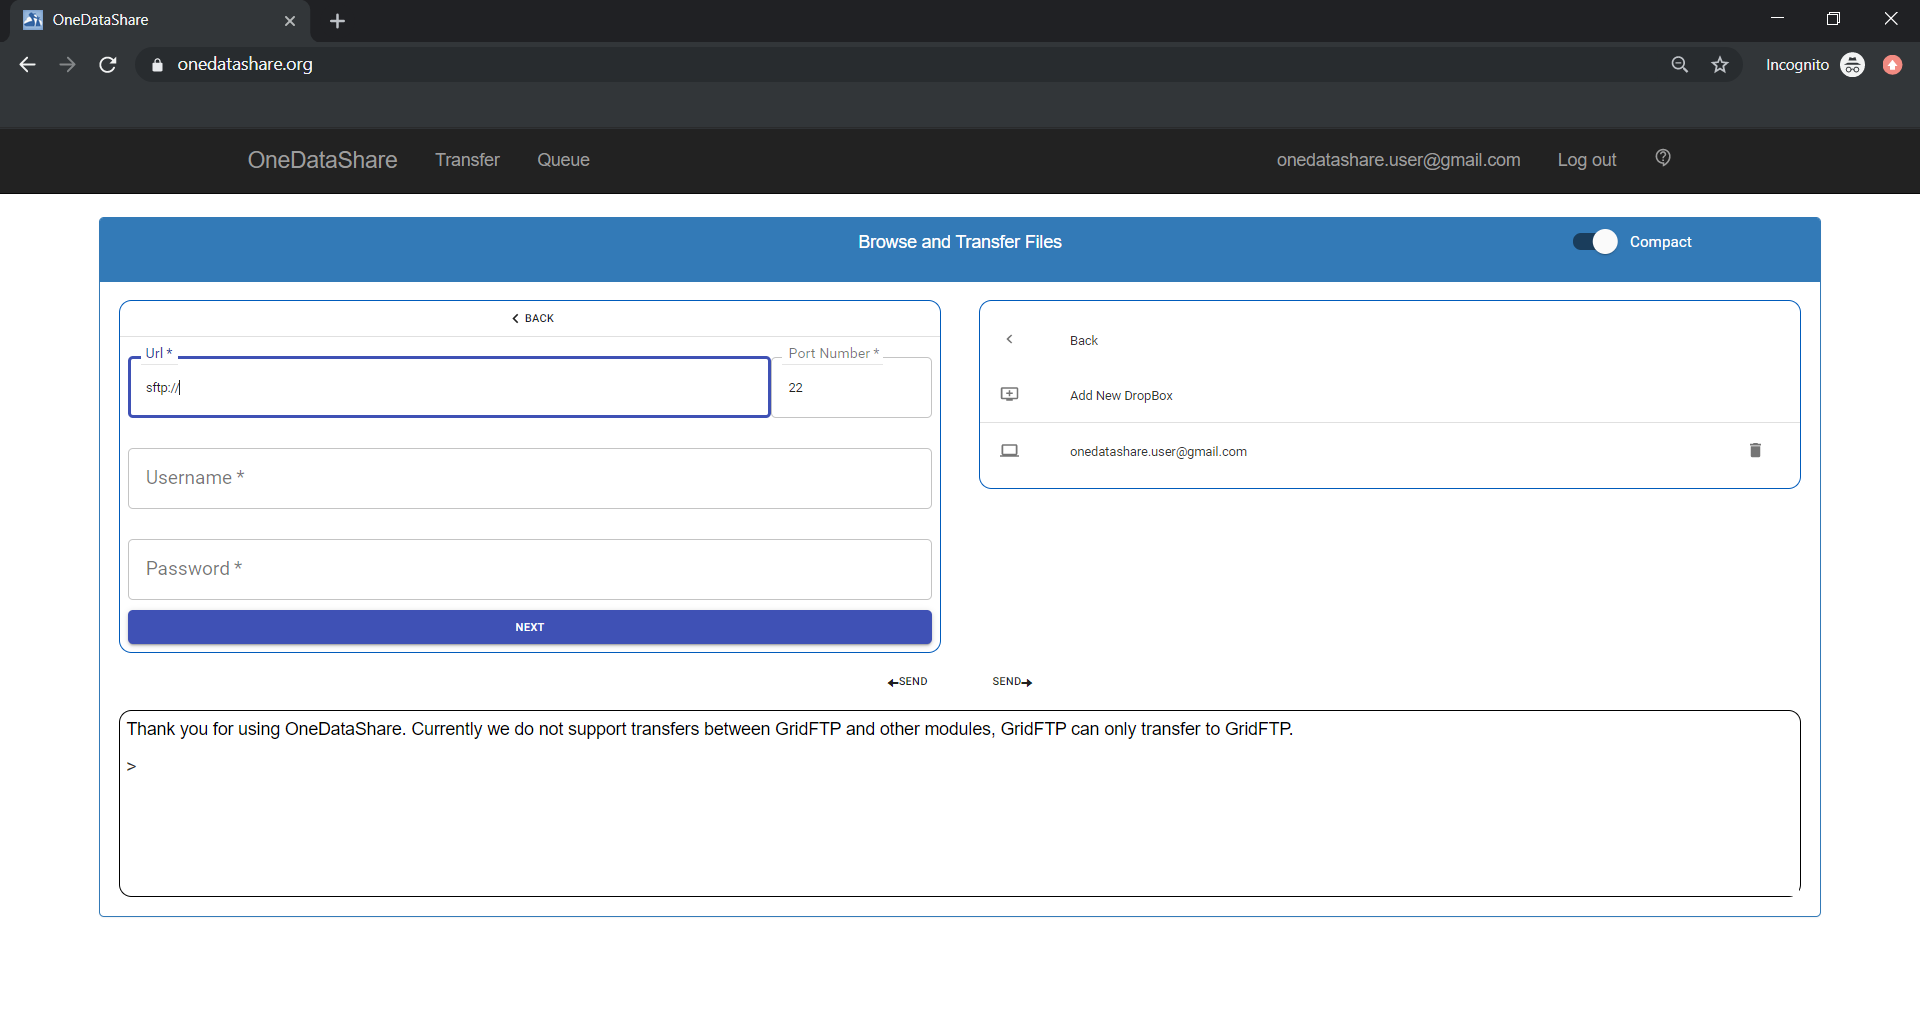 OneDataShare
onedatashare.org
Incognito
OneDataShare Transfer Queue onedatashare.user@gmail.com Log out
Browse and Transfer Files Compact
BACK
Url *
sftp://
Port Number *
22
Username *
Password *
NEXT
Back
Add New DropBox
onedatashare.user@gmail.com
SEND SEND
Thank you for using OneDataShare. Currently we do not support transfers between GridFTP and other modules, GridFTP can only transfer to GridFTP.
>